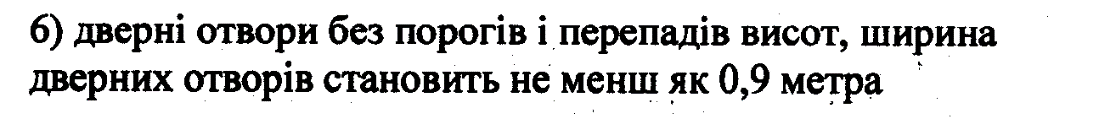 6) дверні отвори без порогів і перепадів висот, ширина
дверних отворів становить не менш як 0,9 метра